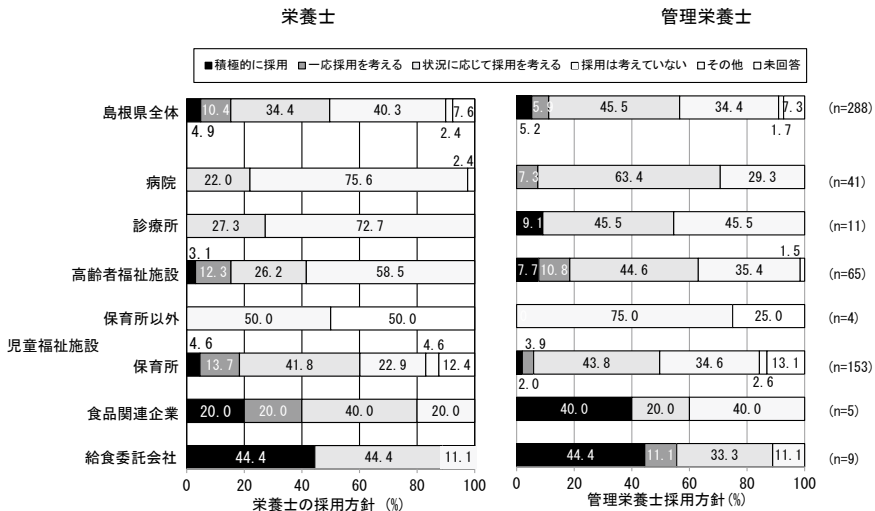 栄養士 管理栄養士
■積極的に採用 ■一応採用を考える □状況に応じて採用を考える □採用は考えていない □その他 □未回答
島根県全体 10.4 34.4 40.3 7.6 5.9 45.5 34.4 7.3 (n=288)
4.9 2.4 5.2 1.7
2.4
病院 22.0 75.6 7.3 63.4 29.3 (n=41)
診療所 27.3 72.7 9.1 45.5 45.5 (n=11)
3.1 1.5
高齢者福祉施設 12.3 26.2 58.5 7.7 10.8 44.6 35.4 (n=65)
保育所以外 50.0 50.0 75.0 25.0 (n=4)
児童福祉施設 4.6 4.6 3.9
保育所 13.7 41.8 22.9 12.4 43.8 34.6 13.1 (n=153)
2.0 2.6
食品関連企業 20.0 20.0 40.0 20.0 40.0 20.0 40.0 (n=5)
給食委託会社 44.4 44.4 11.1 44.4 11.1 33.3 11.1 (n=9)
0 20 40 60 80 100 0 20 40 60 80 100
栄養士の採用方針 (%) 管理栄養士採用方針(%)